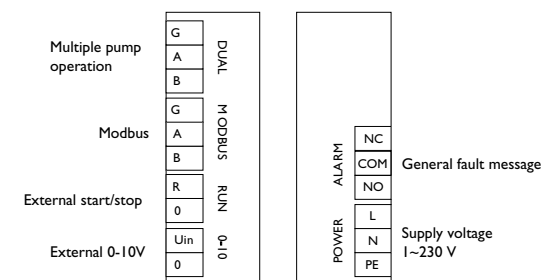 Multiple pump
operation
G
A
B
DUAL
Modbus
G
A
B
MODBUS
External start/stop
R
0
RUN
External 0-10V
Uin
0
0-10
ALARM
NC
COM
NO
General fault message
POWER
L
N
PE
Supply voltage
1~230 V